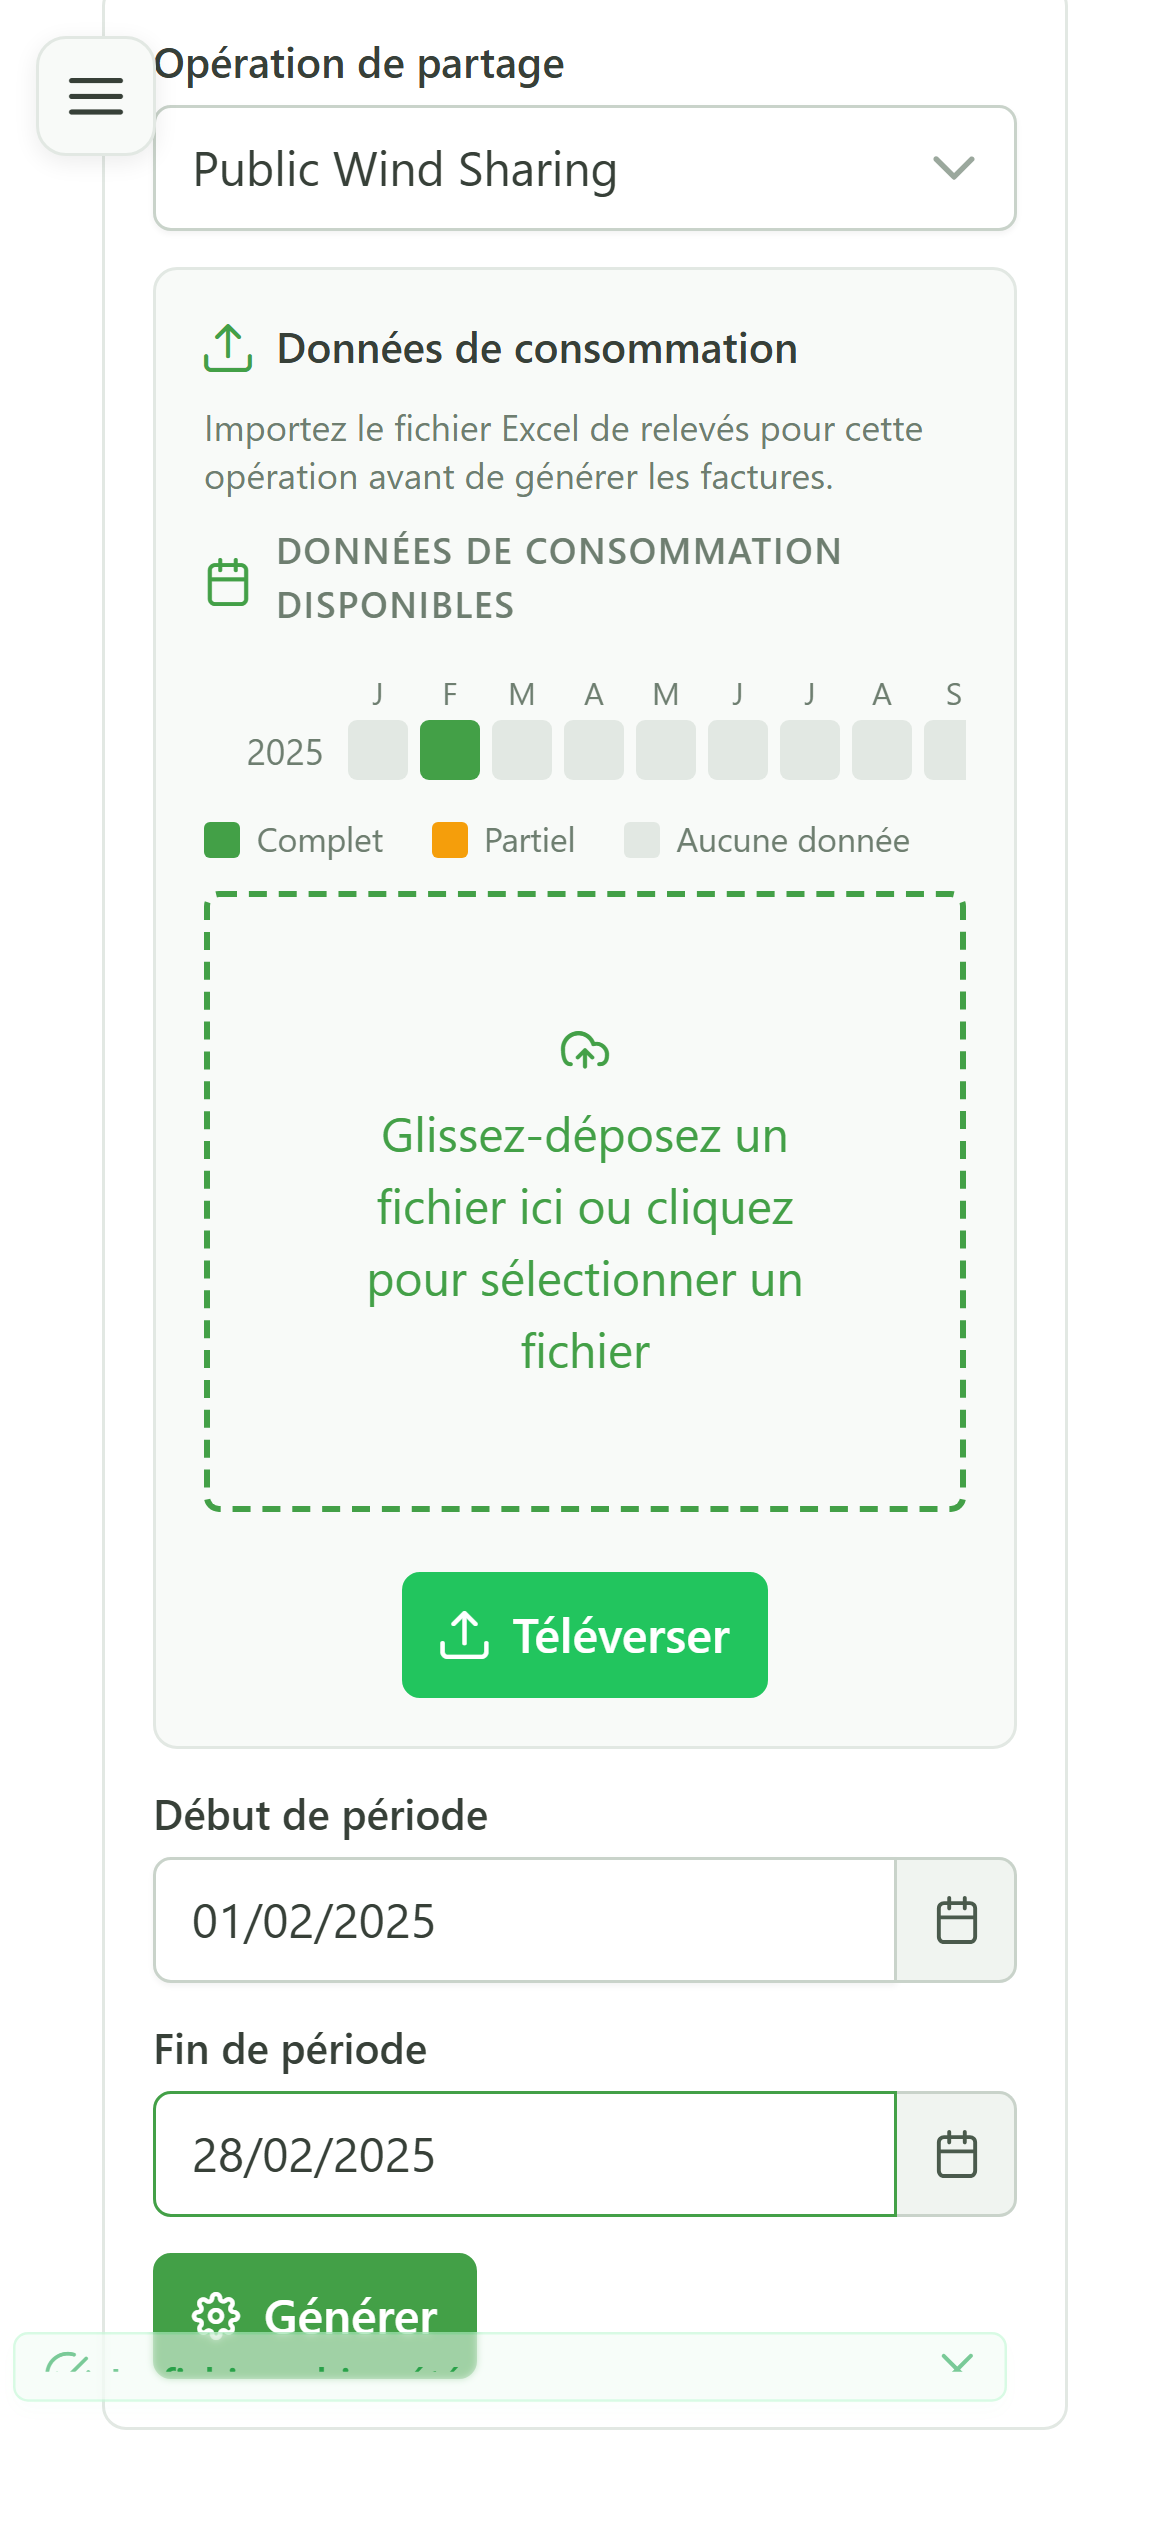 Opération de partage
Public Wind Sharing
Données de consommation
Importez le fichier Excel de relevés pour cette
opération avant de générer les factures.
DONNÉES DE CONSOMMATION
DISPONIBLES
J F M A M J J A S
2025
Complet Partiel Aucune donnée
Glissez-déposez un
fichier ici ou cliquez
pour sélectionner un
fichier
Téléverser
Début de période
01/02/2025
Fin de période
28/02/2025
Générer